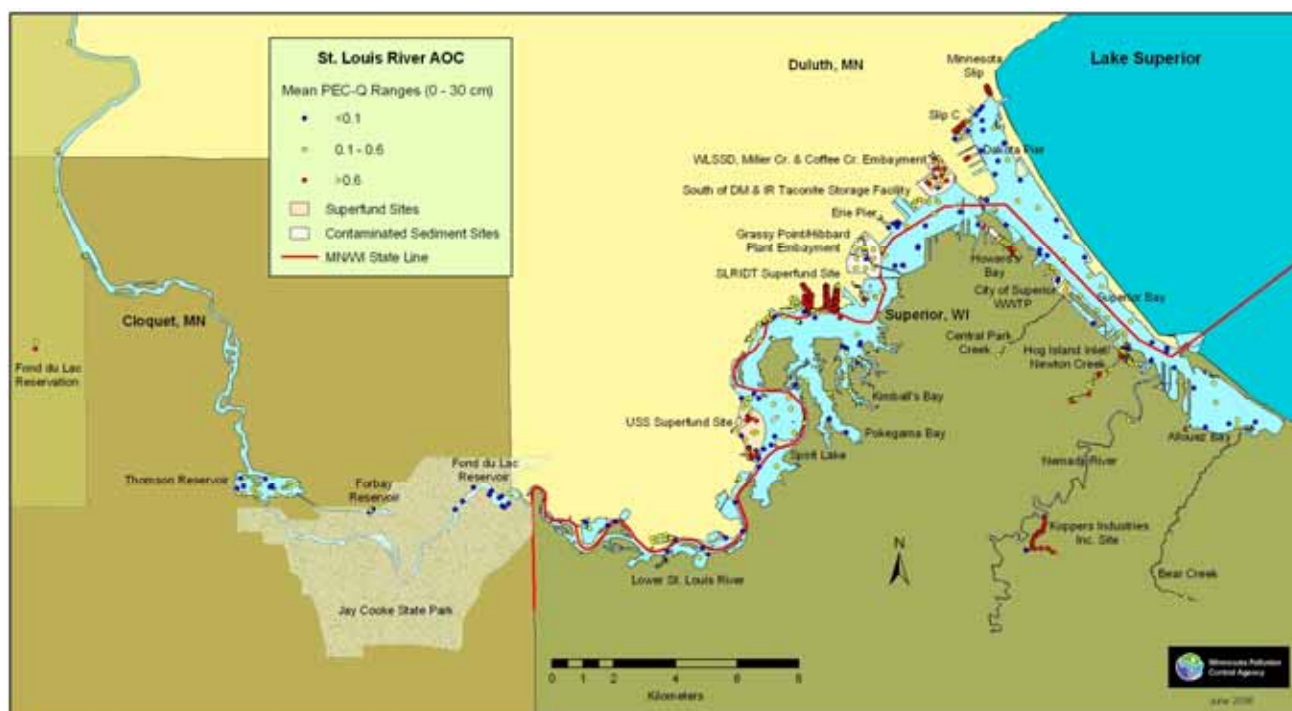 St. Louis River AOC
Mean PEC-Q Ranges (0 - 30 cm)
<0.1
0.1 - 0.6
>0.6
Superfund Sites
Contaminated Sediment Sites
MN/WI State Line
Duluth, MN
Lake Superior
Minnesota
Slip
Slip C
Dakota Pier
WLSSD, Miller Cr. & Coffee Cr. Embayment
South of DM & IR Taconite Storage Facility
Erie Pier
Grassy Point/Hibbard
Plant Embayment
SLRIDT Superfund Site
Howards
Bay
City of Superior
WWTP
Superior Bay
Superior, WI
Central Park
Creek
Hog Island Inlet/
Newton Creek
Cloquet, MN
Fond du Lac
Reservation
Kimball's Bay
USS Superfund Site
Pokegama Bay
Allouez Bay
Spirit Lake
Nemadji River
Fond du Lac
Reservoir
Thomson Reservoir
Forbay
Reservoir
Koppers Industries
Inc. Site
N
Bear Creek
Lower St. Louis River
Jay Cooke State Park
0 1 2 4 6 8
Kilometers
Minnesota Pollution
Control Agency